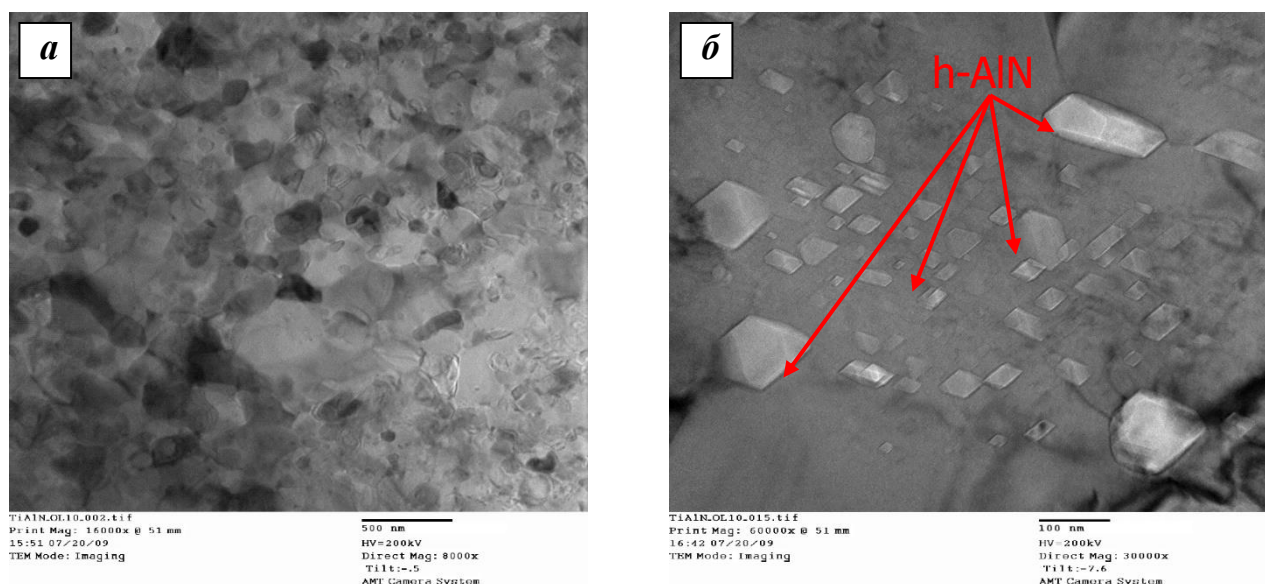 а
б
h-AlN
TiAlN_OL10_002.tif
Print Mag: 16000x @ 51 mm
15:51 07/20/09
TEM Mode: Imaging
500 nm
HV=200kV
Direct Mag: 8000x
Tilt:-.5
AMT Camera System
TiAlN_OL10_015.tif
Print Mag: 60000x @ 51 mm
16:42 07/20/09
TEM Mode: Imaging
100 nm
HV=200kV
Direct Mag: 30000x
Tilt:-7.6
AMT Camera System